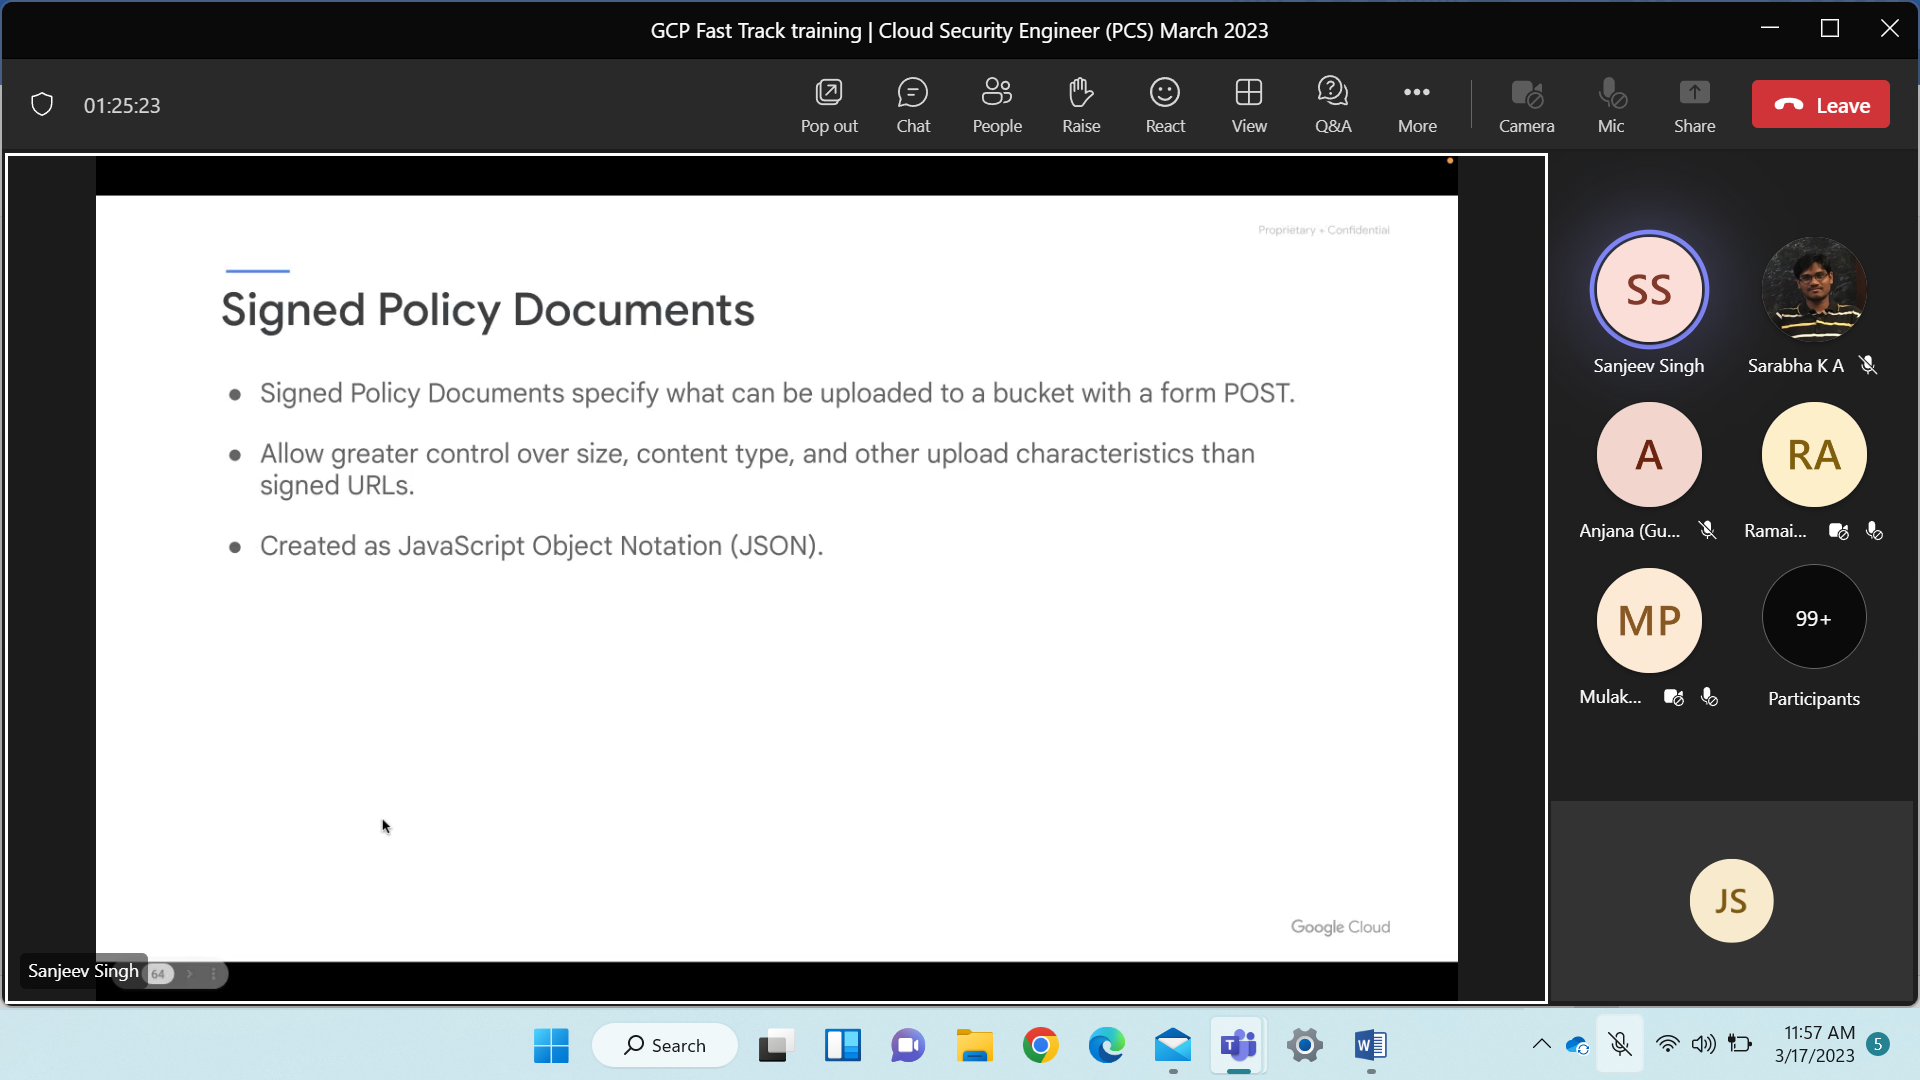 GCP Fast Track training | Cloud Security Engineer (PCS) March 2023
01:25:23
Pop out
Chat
People
Raise
React
View
Q&A
More
Camera
Mic
Share
Leave
Proprietary + Confidential
Signed Policy Documents
● Signed Policy Documents specify what can be uploaded to a bucket with a form POST.
● Allow greater control over size, content type, and other upload characteristics than
signed URLs.
● Created as JavaScript Object Notation (JSON).
Google Cloud
Sanjeev Singh
64
SS
Sanjeev Singh
Sarabha K A
A
RA
Anjana (Gu...
Ramai...
MP
99+
Mulak...
Participants
JS
Search
11:57 AM
3/17/2023
5